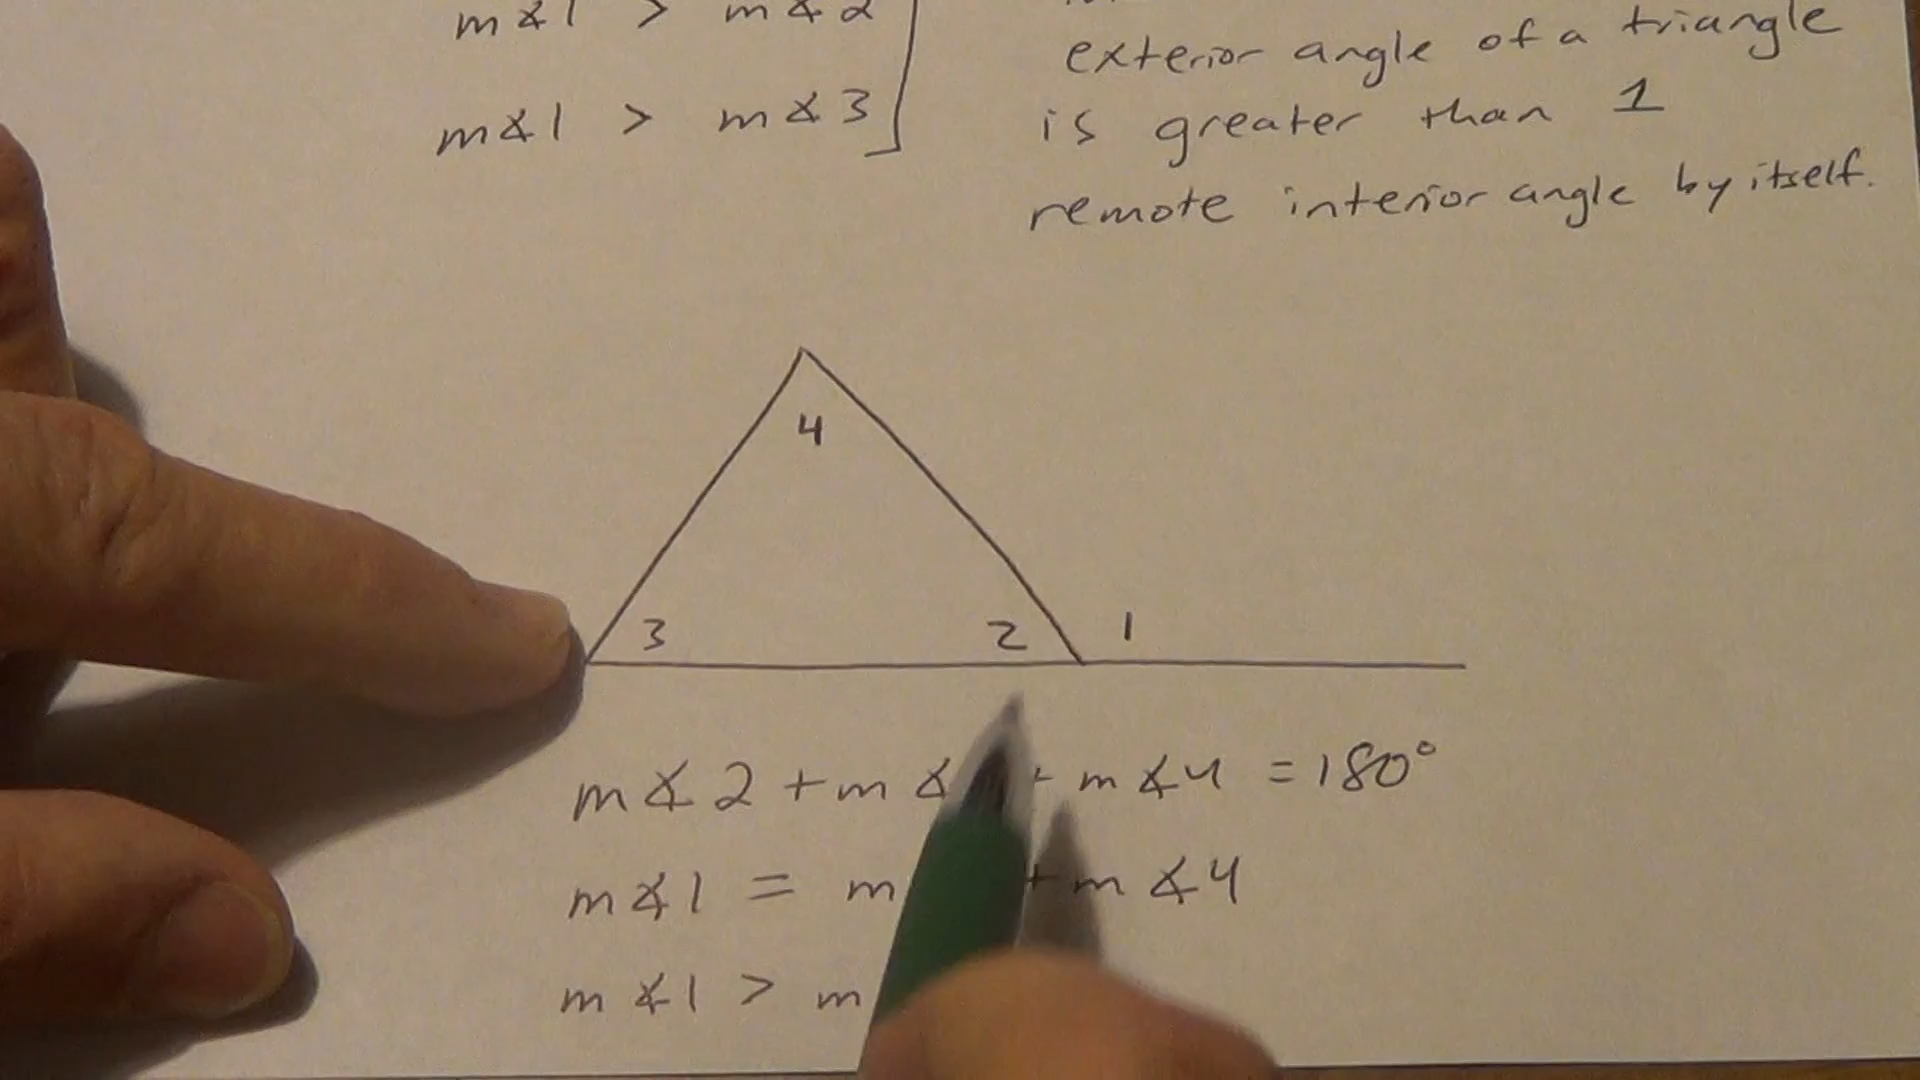 m∡1 > m∡2
m∡1 > m∡3
exterior angle of a triangle
is greater than 1
remote interior angle by itself.
4
3 2 1
m∡2 + m∡ + m∡4 = 180°
m∡1 = m + m∡4
m∡1 > m